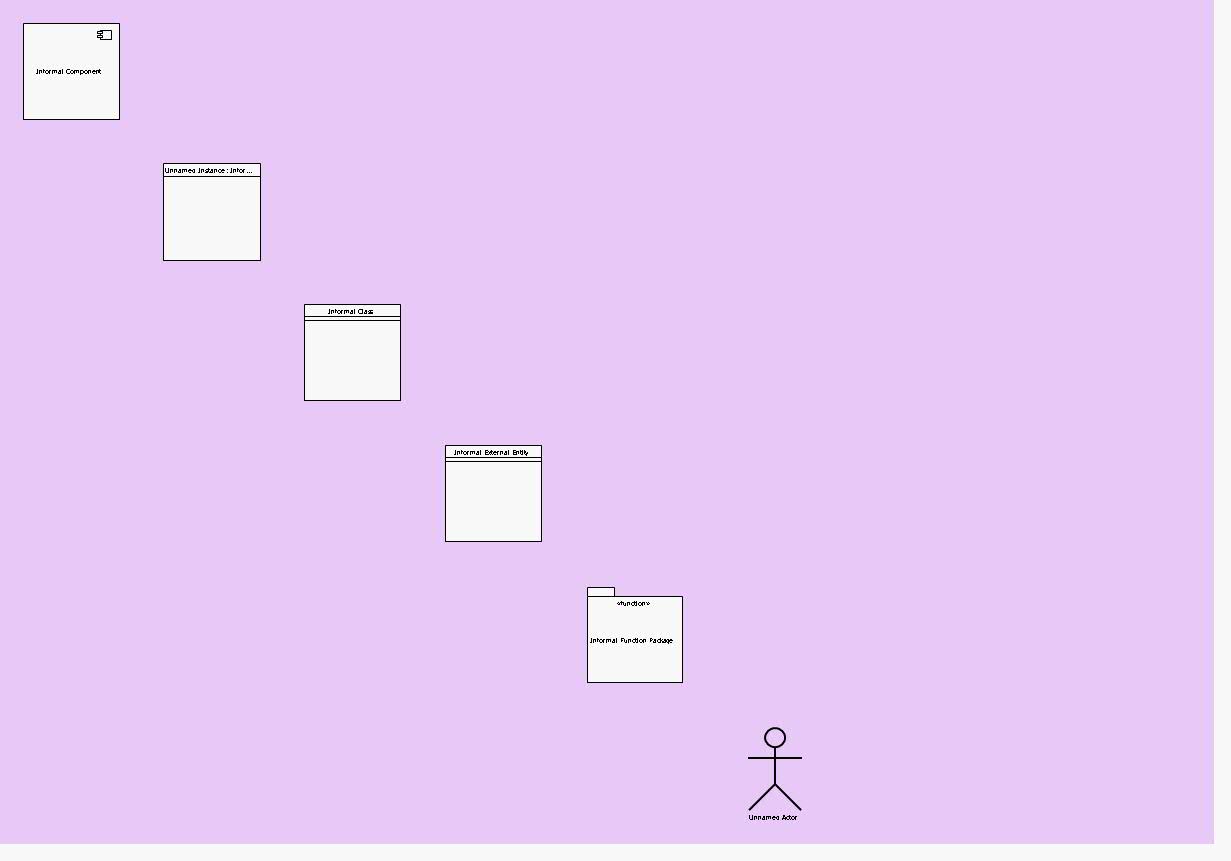 Informal Component
Unnamed Instance: Infor...
Informal Class
Informal External Entity
«function»
Informal Function Package
Unnamed Actor